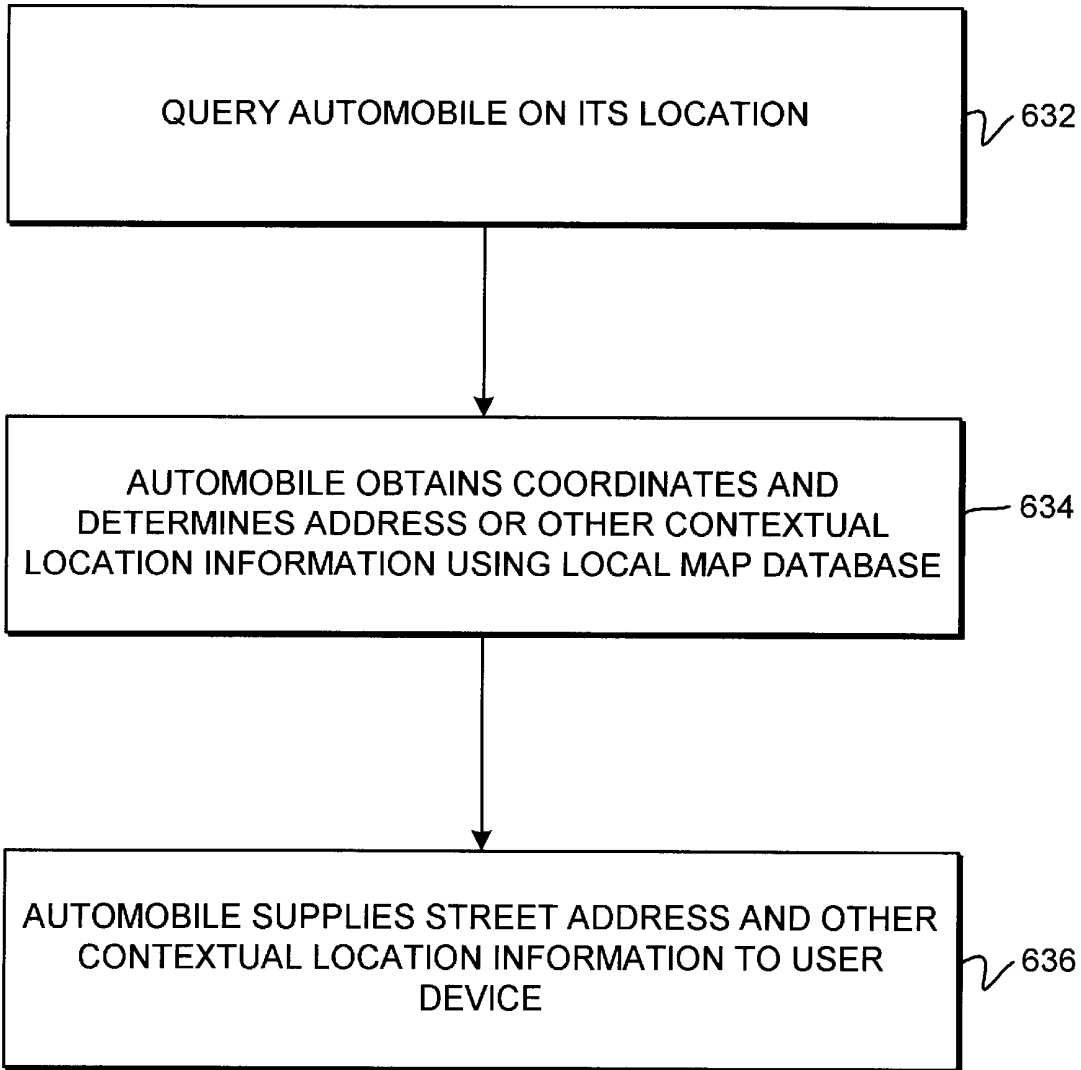 QUERY AUTOMOBILE ON ITS LOCATION
632
AUTOMOBILE OBTAINS COORDINATES AND
DETERMINES ADDRESS OR OTHER CONTEXTUAL
LOCATION INFORMATION USING LOCAL MAP DATABASE
634
AUTOMOBILE SUPPLIES STREET ADDRESS AND OTHER
CONTEXTUAL LOCATION INFORMATION TO USER
DEVICE
636